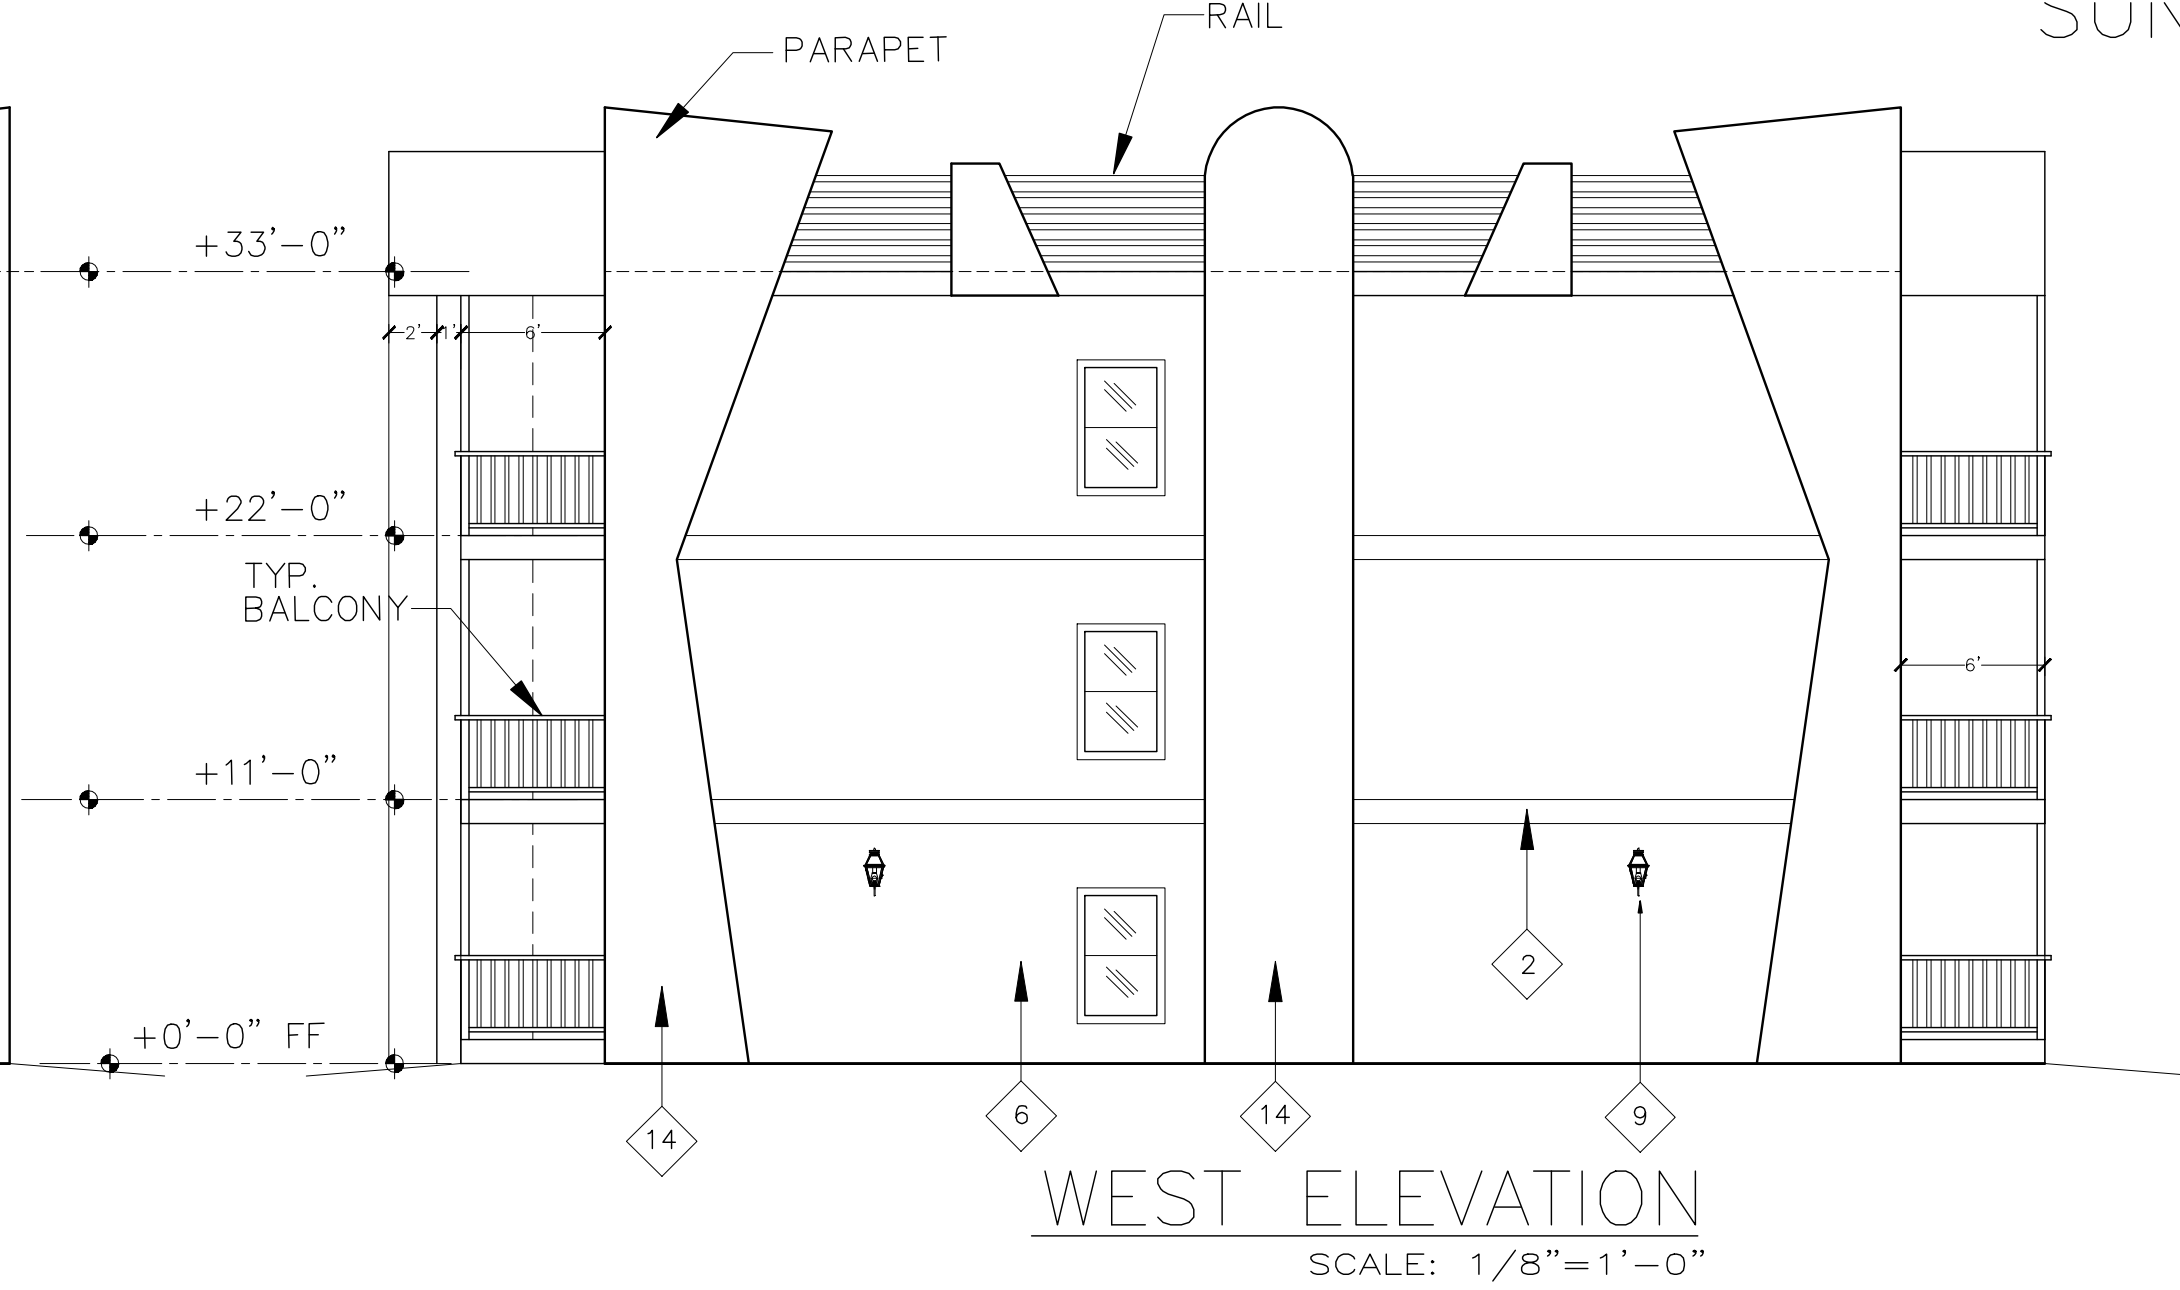 RAIL
PARAPET
+33'-0"
2' 1' 6'
+22'-0"
TYP.
BALCONY
6'
+11'-0"
2
+0'-0" FF
14
6
14
9
WEST ELEVATION
SCALE: 1/8"=1'-0"